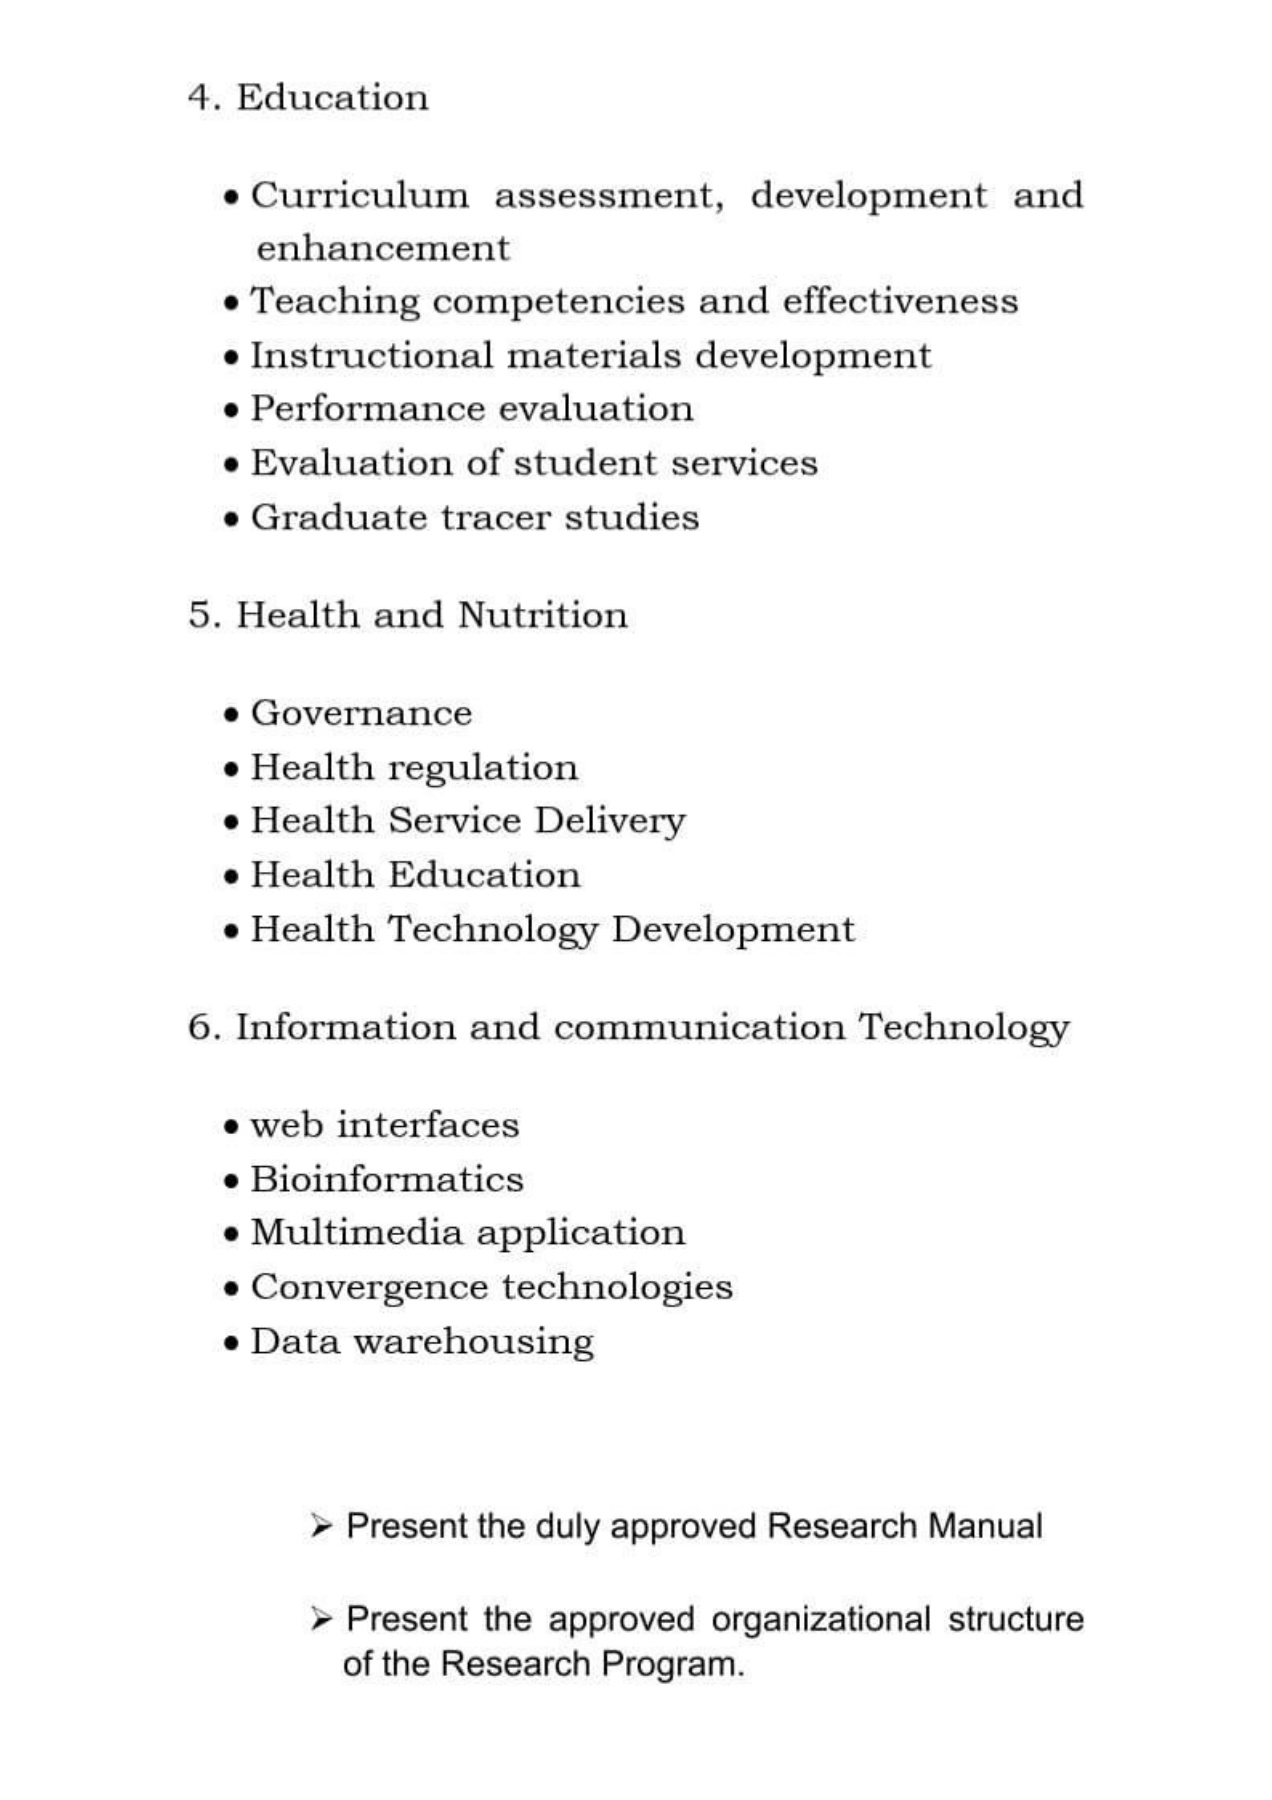 4. Education
• Curriculum assessment, development and
enhancement
• Teaching competencies and effectiveness
• Instructional materials development
• Performance evaluation
• Evaluation of student services
• Graduate tracer studies
5. Health and Nutrition
• Governance
• Health regulation
• Health Service Delivery
• Health Education
• Health Technology Development
6. Information and communication Technology
• web interfaces
• Bioinformatics
• Multimedia application
• Convergence technologies
• Data warehousing
➢ Present the duly approved Research Manual
➢ Present the approved organizational structure
of the Research Program.